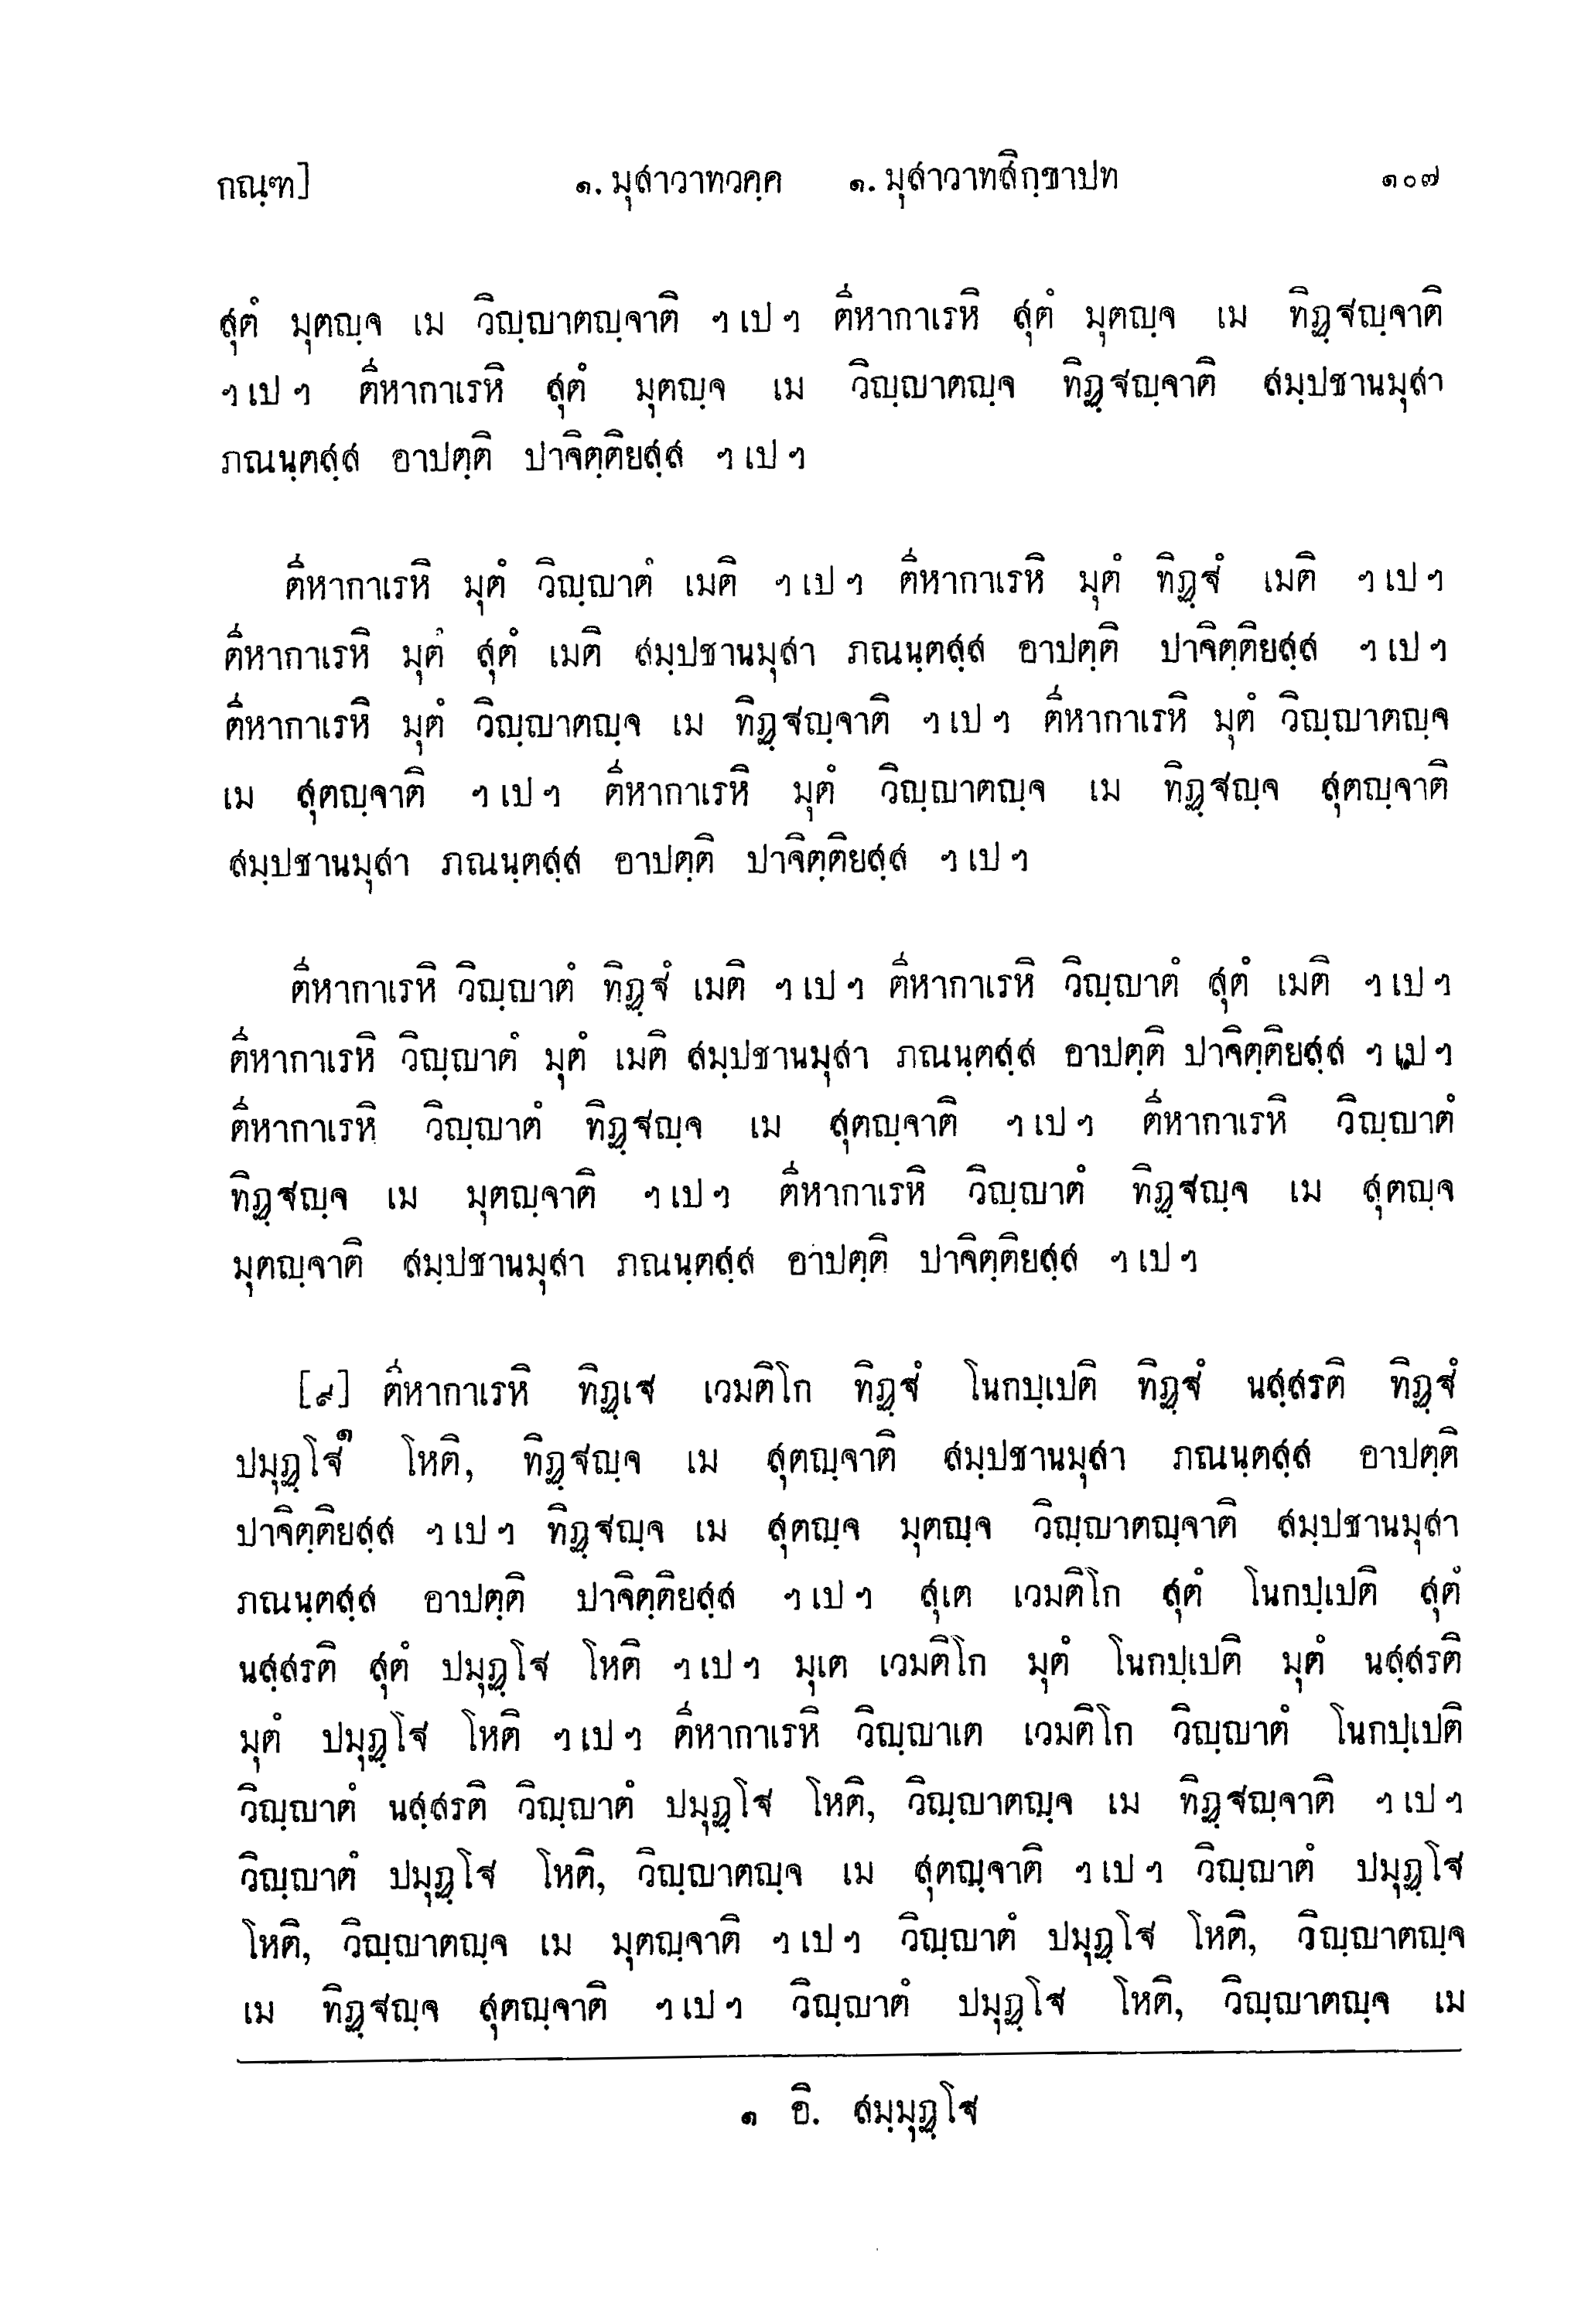 กณฺฑ] ๑. มุสาวาทวคฺค ๑. มุสาวาทสิกฺขาปท ๑๐๗
สุตํ มุตญฺจ เม วิญฺญาตญฺจาติ ฯ เป ฯ ตีหากาเรหิ สุตํ มุตญฺจ เม ทิฏฺฐญฺจาติ
ฯ เป ฯ ตีหากาเรหิ สุตํ มุตญฺจ เม วิญฺญาตญฺจ ทิฏฺฐญฺจาติ สมฺปชานมุสา
ภณนฺตสฺส อาปตฺติ ปาจิตฺติยสฺส ฯ เป ฯ
ตีหากาเรหิ มุตํ วิญฺญาตํ เมติ ฯ เป ฯ ตีหากาเรหิ มุตํ ทิฏฺฐํ เมติ ฯ เป ฯ
ตีหากาเรหิ มุตํ สุตํ เมติ สมฺปชานมุสา ภณนฺตสฺส อาปตฺติ ปาจิตฺติยสฺส ฯ เป ฯ
ตีหากาเรหิ มุตํ วิญฺญาตญฺจ เม ทิฏฺฐญฺจาติ ฯ เป ฯ ตีหากาเรหิ มุตํ วิญฺญาตญฺจ
เม สุตญฺจาติ ฯ เป ฯ ตีหากาเรหิ มุตํ วิญฺญาตญฺจ เม ทิฏฺฐญฺจ สุตญฺจาติ
สมฺปชานมุสา ภณนฺตสฺส อาปตฺติ ปาจิตฺติยสฺส ฯ เป ฯ
ตีหากาเรหิ วิญฺญาตํ ทิฏฺฐํ เมติ ฯ เป ฯ ตีหากาเรหิ วิญฺญาตํ สุตํ เมติ ฯ เป ฯ
ตีหากาเรหิ วิญฺญาตํ มุตํ เมติ สมฺปชานมุสา ภณนฺตสฺส อาปตฺติ ปาจิตฺติยสฺส ฯ เป ฯ
ตีหากาเรหิ วิญฺญาตํ ทิฏฺฐญฺจ เม สุตญฺจาติ ฯ เป ฯ ตีหากาเรหิ วิญฺญาตํ
ทิฏฺฐญฺจ เม มุตญฺจาติ ฯ เป ฯ ตีหากาเรหิ วิญฺญาตํ ทิฏฺฐญฺจ เม สุตญฺจ
มุตญฺจาติ สมฺปชานมุสา ภณนฺตสฺส อาปตฺติ ปาจิตฺติยสฺส ฯ เป ฯ
[๙] ตีหากาเรหิ ทิฏฺเฐ เวมติโก ทิฏฺฐํ โนกปฺเปติ ทิฏฺฐํ นสฺสรติ ทิฏฺฐํ
ปมุฏฺโฐ๑ โหติ, ทิฏฺฐญฺจ เม สุตญฺจาติ สมฺปชานมุสา ภณนฺตสฺส อาปตฺติ
ปาจิตฺติยสฺส ฯ เป ฯ ทิฏฺฐญฺจ เม สุตญฺจ มุตญฺจ วิญฺญาตญฺจาติ สมฺปชานมุสา
ภณนฺตสฺส อาปตฺติ ปาจิตฺติยสฺส ฯ เป ฯ สุเต เวมติโก สุตํ โนกปฺเปติ สุตํ
นสฺสรติ สุตํ ปมุฏฺโฐ โหติ ฯ เป ฯ มุเต เวมติโก มุตํ โนกปฺเปติ มุตํ นสฺสรติ
มุตํ ปมุฏฺโฐ โหติ ฯ เป ฯ ตีหากาเรหิ วิญฺญาเต เวมติโก วิญฺญาตํ โนกปฺเปติ
วิญฺญาตํ นสฺสรติ วิญฺญาตํ ปมุฏฺโฐ โหติ, วิญฺญาตญฺจ เม ทิฏฺฐญฺจาติ ฯ เป ฯ
วิญฺญาตํ ปมุฏฺโฐ โหติ, วิญฺญาตญฺจ เม สุตญฺจาติ ฯ เป ฯ วิญฺญาตํ ปมุฏฺโฐ
โหติ, วิญฺญาตญฺจ เม มุตญฺจาติ ฯ เป ฯ วิญฺญาตํ ปมุฏฺโฐ โหติ, วิญฺญาตญฺจ
เม ทิฏฺฐญฺจ สุตญฺจาติ ฯ เป ฯ วิญฺญาตํ ปมุฏฺโฐ โหติ, วิญฺญาตญฺจ เม
๑ อิ. สมฺมุฏฺโฐ